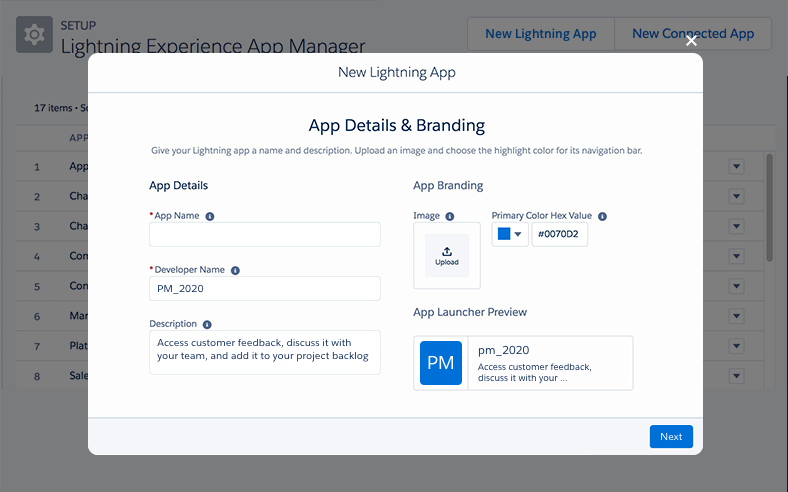 SETUP
Lightning Experience App Manager
New Lightning App
New Connected App
New Lightning App
17 items •
App Details & Branding
Give your Lightning app a name and description. Upload an image and choose the highlight color for its navigation bar.
App Details
App Branding
*App Name
Image
Primary Color Hex Value
#0070D2
Upload
*Developer Name
PM_2020
Description
Access customer feedback, discuss it with
your team, and add it to your project backlog
App Launcher Preview
PM
pm_2020
Access customer feedback,
discuss it with your ...
1 App
2 Cha
3 Cha
4 Con
5 Con
6 Mar
7 Plat
8 Sale
Next